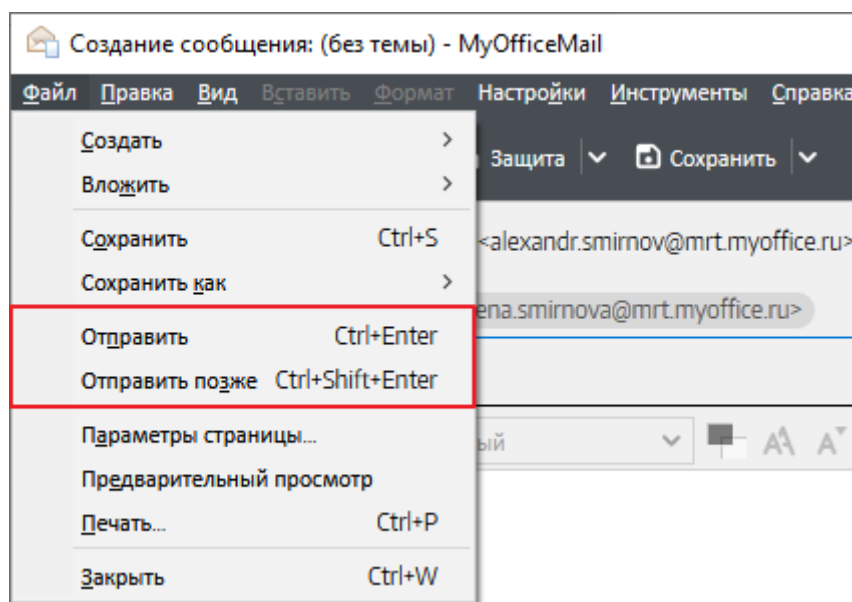 Создание сообщения: (без темы) - MyOfficeMail
Файл Правка Вид Вставить Формат Настройки Инструменты Справка
Создать
Защита Сохранить
Вложить
Сохранить Ctrl+S
<alexandr.smirnov@mrt.myoffice.ru>
Сохранить как
ena.smirnova@mrt.myoffice.ru>
Отправить Ctrl+Enter
Отправить позже Ctrl+Shift+Enter
Параметры страницы...
ый
Предварительный просмотр
Печать... Ctrl+P
Закрыть Ctrl+W